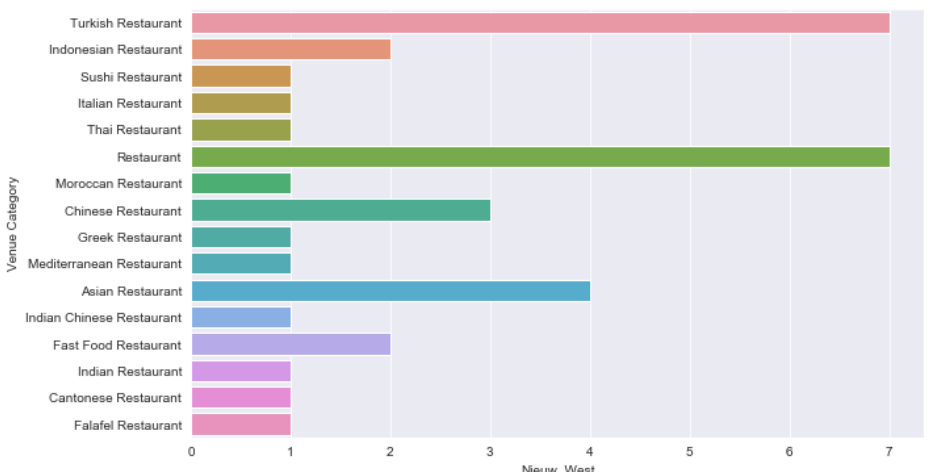 Turkish Restaurant
Indonesian Restaurant
Sushi Restaurant
Italian Restaurant
Thai Restaurant
Restaurant
Moroccan Restaurant
Chinese Restaurant
Greek Restaurant
Mediterranean Restaurant
Asian Restaurant
Indian Chinese Restaurant
Fast Food Restaurant
Indian Restaurant
Cantonese Restaurant
Falafel Restaurant
Venue Category
0 1 2 3 4 5 6 7
Nieuw_West